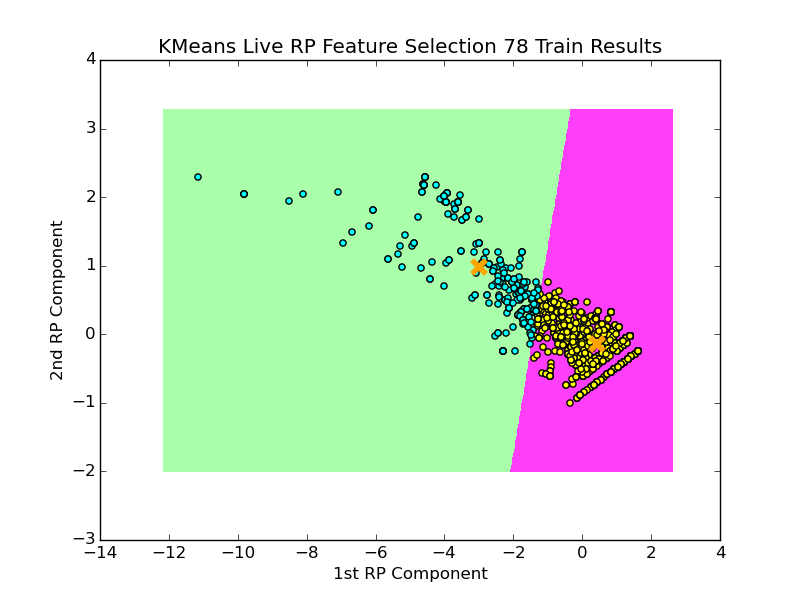 KMeans Live RP Feature Selection 78 Train Results
4
3
2
1
0
−1
−2
−3
2nd RP Component
−14 −12 −10 −8 −6 −4 −2 0 2 4
1st RP Component